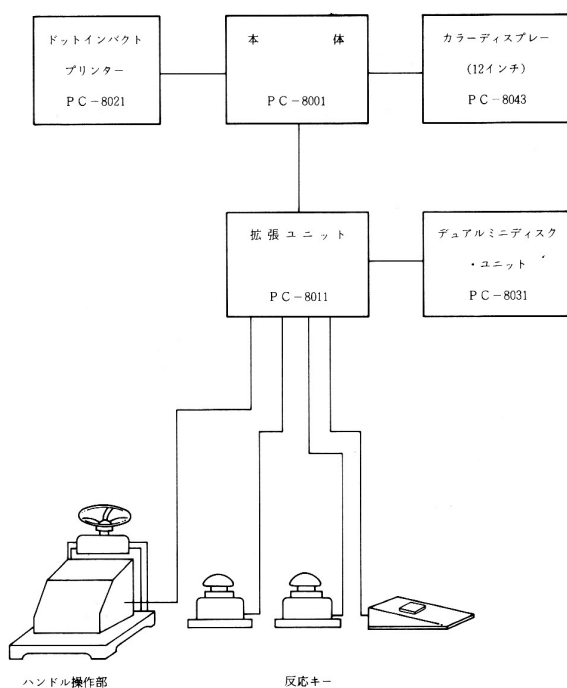 ドットインパクト
プリンター
PC-8021
本体
PC-8001
カラーディスプレー
(12インチ)
PC-8043
拡張ユニット
PC-8011
デュアルミニディスク
・ユニット
PC-8031
ハンドル操作部
反応キー